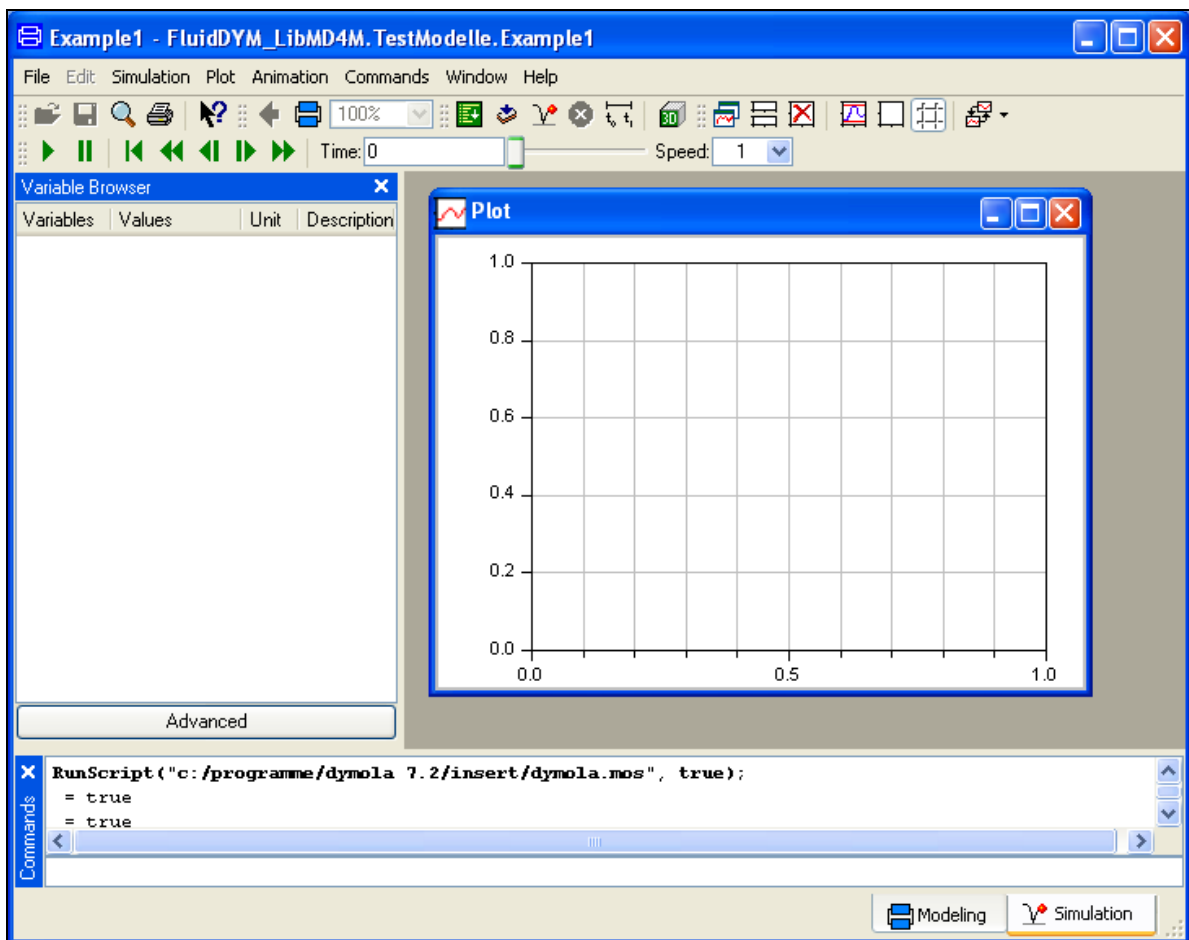 Example1 - FluidDYM_LibMD4M.TestModelle.Example1
File Edit Simulation Plot Animation Commands Window Help
100% 3D
Time: 0 Speed: 1
Variable Browser
Variables Values Unit Description
Plot
1.0
0.8
0.6
0.4
0.2
0.0
0.0 0.5 1.0
Advanced
RunScript("c:/programme/dymola 7.2/insert/dymola.mos", true);
= true
= true
Commands
Modeling Simulation